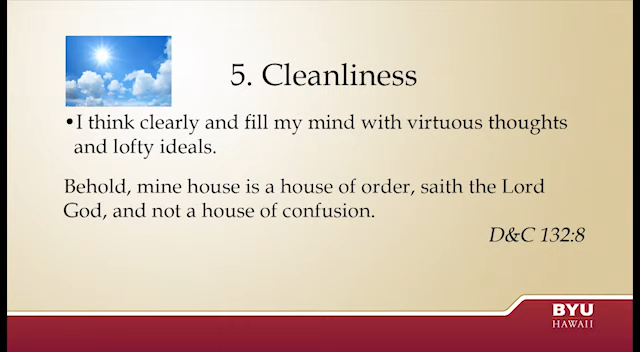 5. Cleanliness
•I think clearly and fill my mind with virtuous thoughts
and lofty ideals.
Behold, mine house is a house of order, saith the Lord
God, and not a house of confusion.
D&C 132:8
BYU
HAWAII